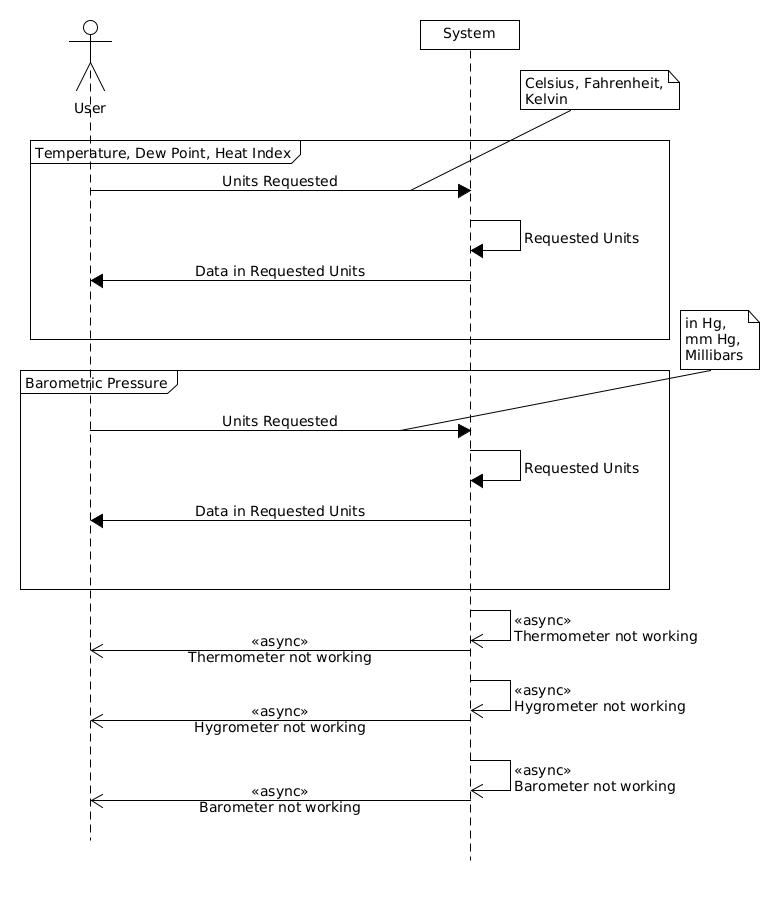 System
Celsius, Fahrenheit,
Kelvin
User
Temperature, Dew Point, Heat Index
Units Requested
Requested Units
Data in Requested Units
in Hg,
mm Hg,
Millibars
Barometric Pressure
Units Requested
Requested Units
Data in Requested Units
«async»
Thermometer not working
«async»
Thermometer not working
«async»
Hygrometer not working
«async»
Hygrometer not working
«async»
Barometer not working
«async»
Barometer not working